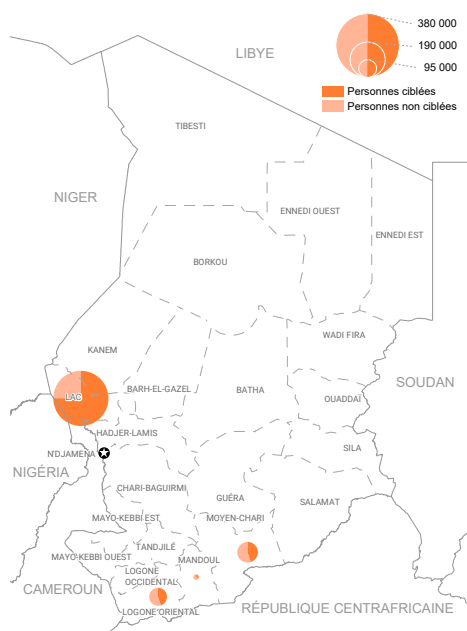 380 000
190 000
95 000
Personnes ciblées
Personnes non ciblées
LIBYE
TIBESTI
NIGER
ENNEDI OUEST
ENNEDI EST
BORKOU
WADI FIRA
KANEM
SOUDAN
BARH-EL-GAZEL
BATHA
LAC
OUADDAÏ
HADJER-LAMIS
SILA
N'DJAMENA
NIGÉRIA
CHARI-BAGUIRMI
GUÉRA
SALAMAT
MAYO-KEBBI EST
MOYEN-CHARI
TANDJILÉ
MAYO-KEBBI OUEST
MANDOUL
LOGONE
OCCIDENTAL
CAMEROUN
LOGONE ORIENTAL
RÉPUBLIQUE CENTRAFRICAINE